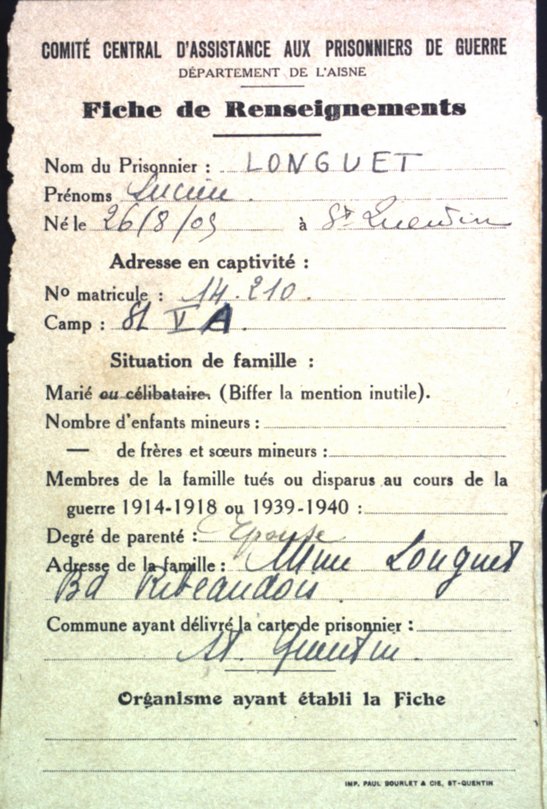 COMITÉ CENTRAL D'ASSISTANCE AUX PRISONNIERS DE GUERRE
DÉPARTEMENT DE L'AISNE
Fiche de Renseignements
Nom du Prisonnier : LONGUET
Prénoms Lucien.
Né le 26/8/09 à St Quentin
Adresse en captivité :
No matricule : 14.210.
Camp : St V A.
Situation de famille :
Marié ou célibataire. (Biffer la mention inutile).
Nombre d'enfants mineurs :
— de frères et sœurs mineurs :
Membres de la famille tués ou disparus au cours de la
guerre 1914-1918 ou 1939-1940 :
Degré de parenté : Epouse
Adresse de la famille : Mme Longuet
Bd
Commune ayant délivré la carte de prisonnier :
St. Quentin.
Organisme ayant établi la Fiche
IMP. PAUL BOURLET & CIE, ST-QUENTIN